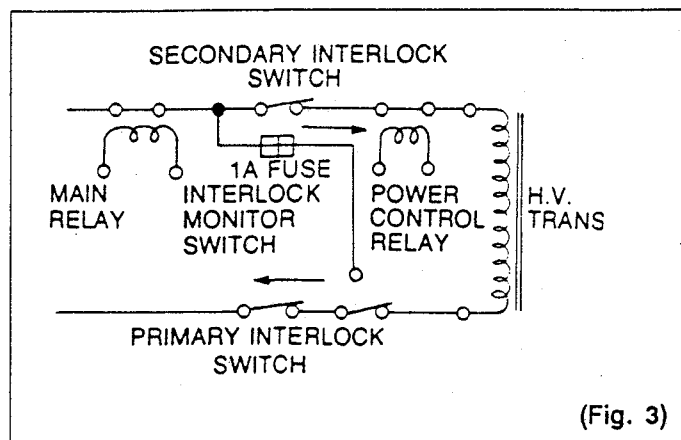 SECONDARY INTERLOCK
SWITCH
1A FUSE
MAIN
RELAY
INTERLOCK
MONITOR
SWITCH
POWER
CONTROL
RELAY
H.V.
TRANS
PRIMARY INTERLOCK
SWITCH
(Fig. 3)